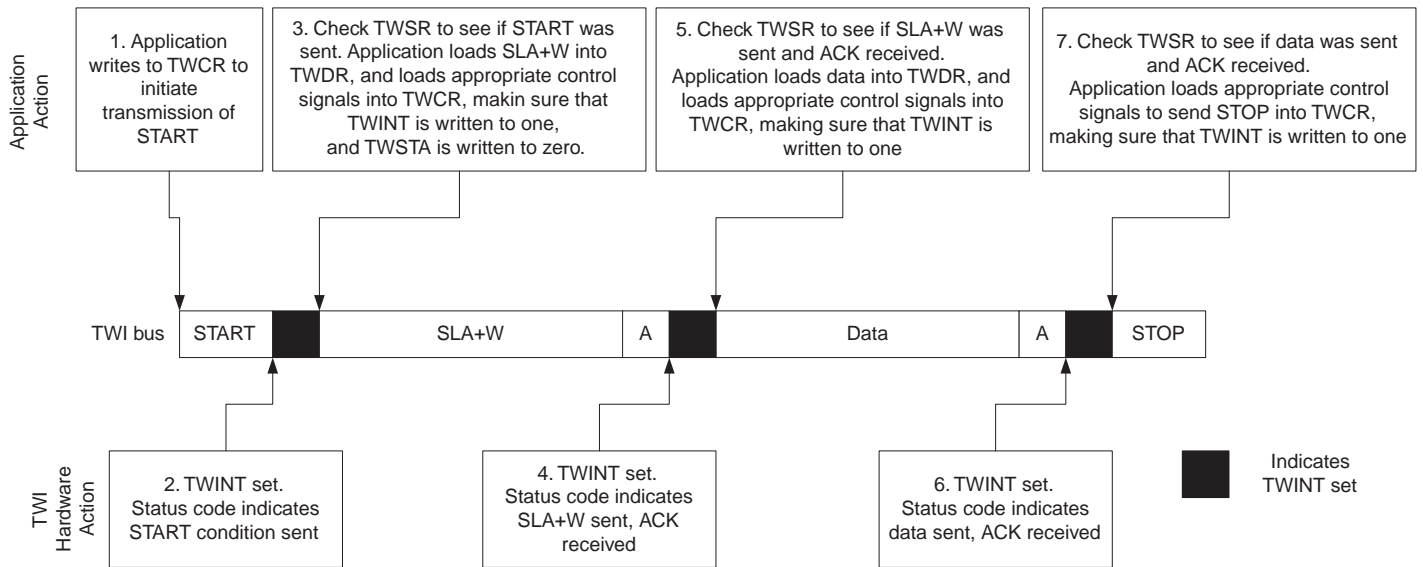 Application
Action
1. Application
writes to TWCR to
initiate
transmission of
START
3. Check TWSR to see if START was
sent. Application loads SLA+W into
TWDR, and loads appropriate control
signals into TWCR, makin sure that
TWINT is written to one,
and TWSTA is written to zero.
5. Check TWSR to see if SLA+W was
sent and ACK received.
Application loads data into TWDR, and
loads appropriate control signals into
TWCR, making sure that TWINT is
written to one
7. Check TWSR to see if data was sent
and ACK received.
Application loads appropriate control
signals to send STOP into TWCR,
making sure that TWINT is written to one
TWI bus
START
SLA+W
A
Data
A
STOP
TWI
Hardware
Action
2. TWINT set.
Status code indicates
START condition sent
4. TWINT set.
Status code indicates
SLA+W sent, ACK
received
6. TWINT set.
Status code indicates
data sent, ACK received
Indicates
TWINT set